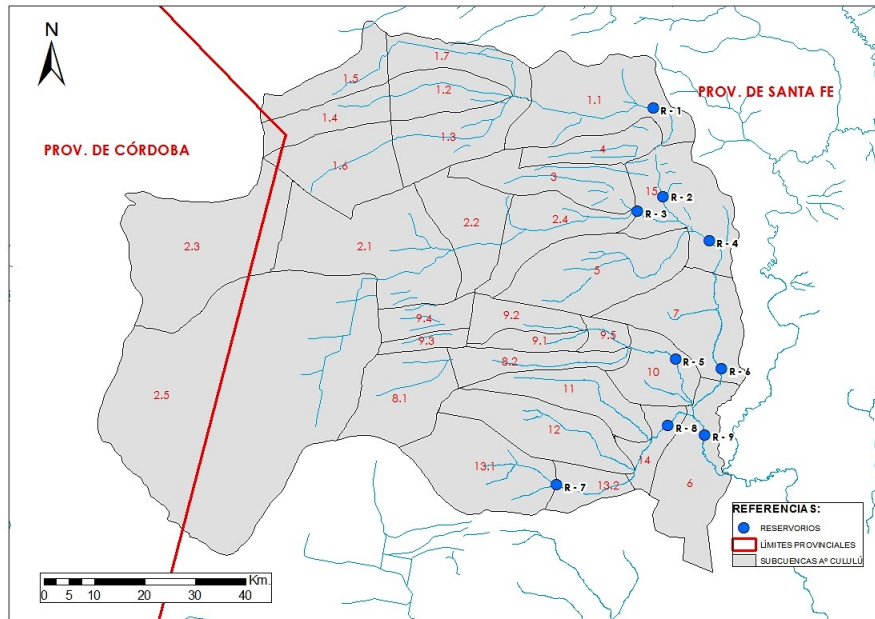 N
1.7
1.5
1.2
1.1
PROV. DE SANTA FE
R - 1
1.4
1.3
PROV. DE CÓRDOBA
4
1.6
3
15
R - 2
R - 3
2.2
2.4
2.3
2.1
R - 4
5
9.4
9.2
7
9.3
9.1
9.5
R - 5
8.2
10
R - 6
2.5
11
8.1
12
R - 8
R - 9
14
13.1
R - 7
13.2
6
REFERENCIAS:
RESERVORIOS
LÍMITES PROVINCIALES
SUBCUENCAS Aº CULULÚ
Km.
0 5 10 20 30 40